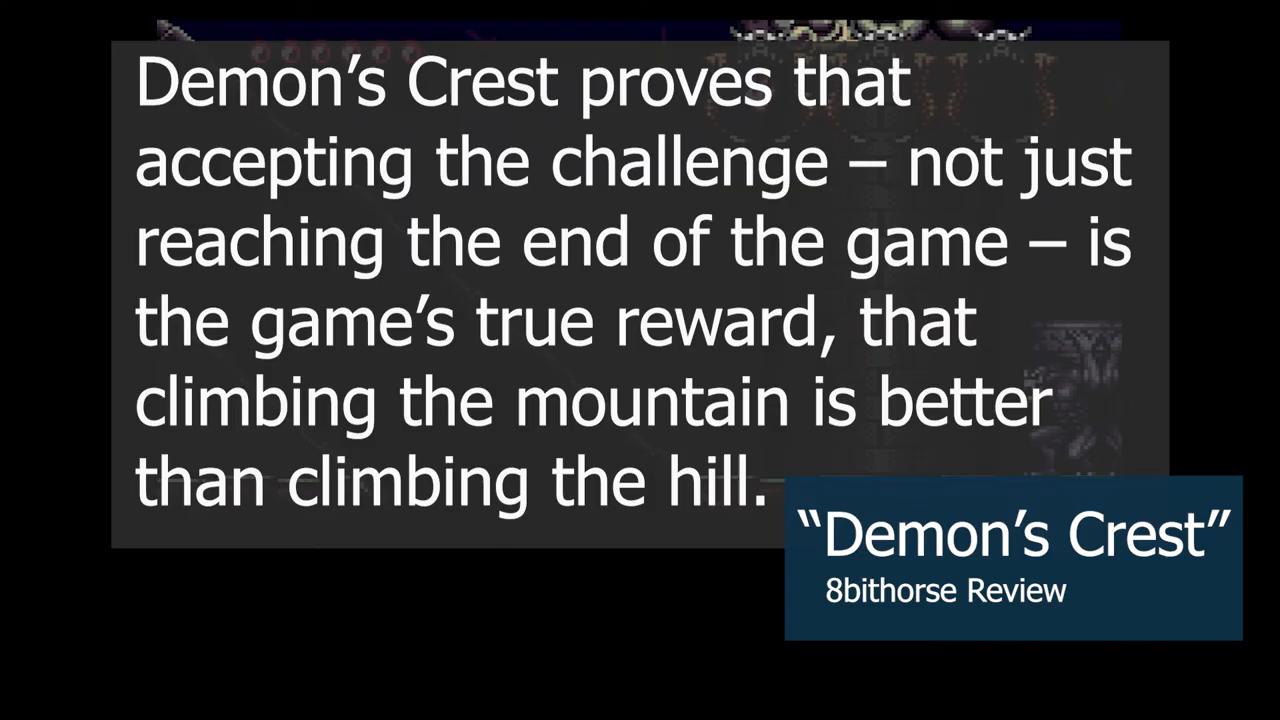 Demon’s Crest proves that
accepting the challenge – not just
reaching the end of the game – is
the game’s true reward, that
climbing the mountain is better
than climbing the hill.
“Demon’s Crest”
8bithorse Review